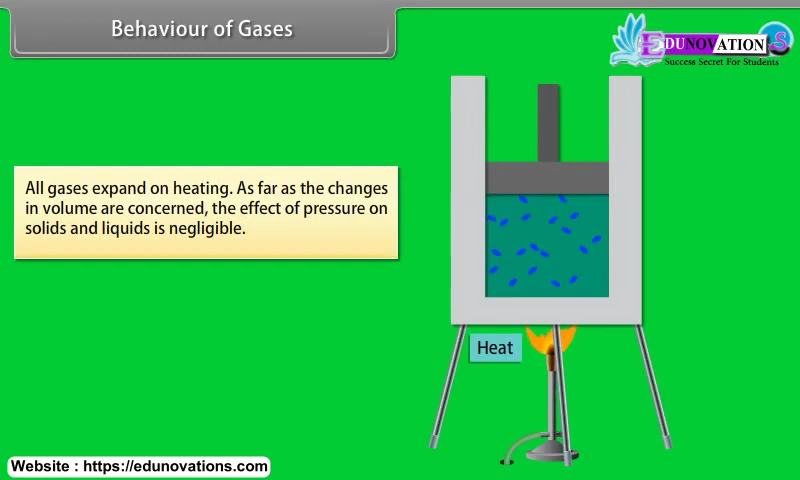 Behaviour of Gases
EDUNOVATION S
Success Secret For Students
All gases expand on heating. As far as the changes
in volume are concerned, the effect of pressure on
solids and liquids is negligible.
Heat
Website : https://edunovations.com